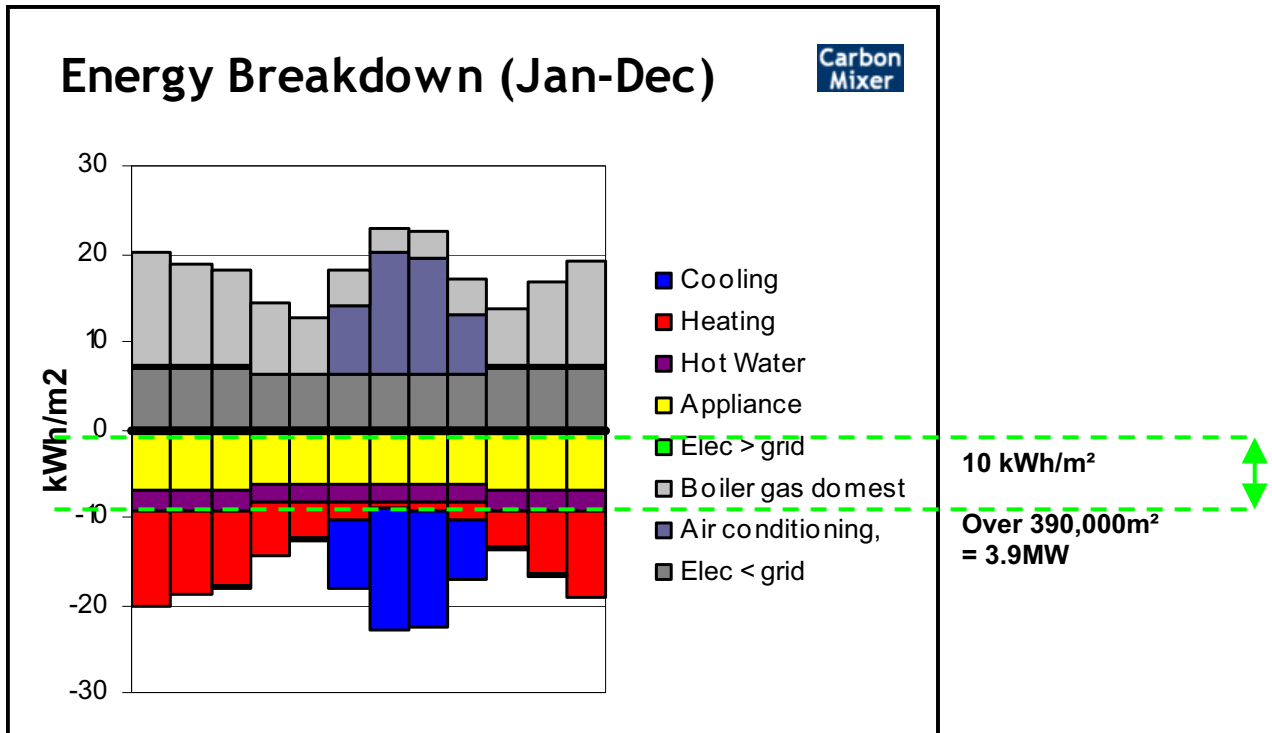 Energy Breakdown (Jan-Dec)
Carbon
Mixer
kWh/m2
30
20
10
0
-10
-20
-30
Cooling
Heating
Hot Water
Appliance
Elec > grid
Boiler gas domest
Air conditioning,
Elec < grid
10 kWh/m²
Over 390,000m²
= 3.9MW